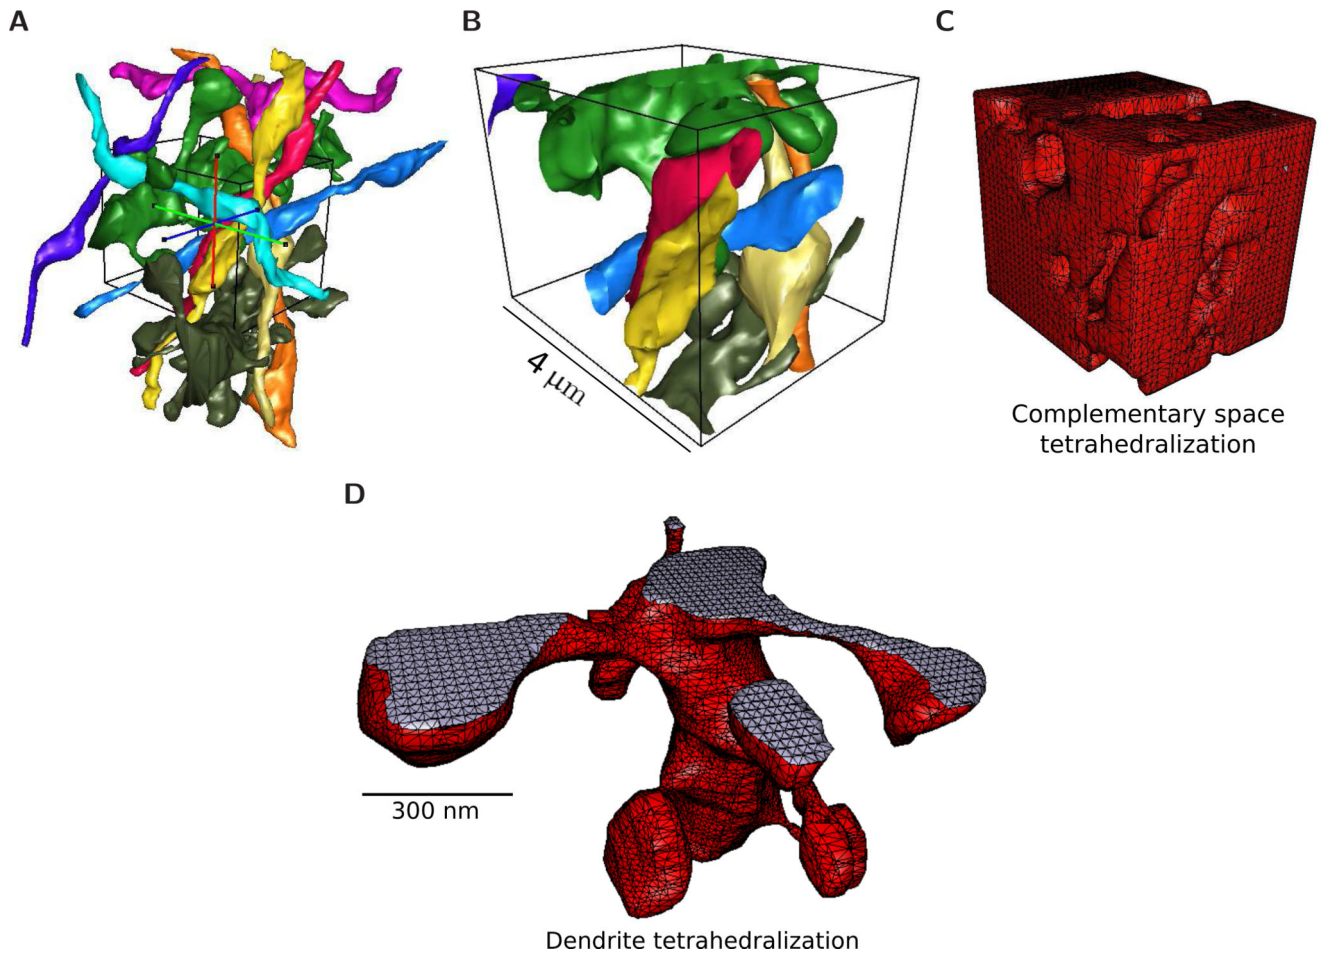 A
B
C
4 μm
Complementary space
tetrahedralization
D
300 nm
Dendrite tetrahedralization